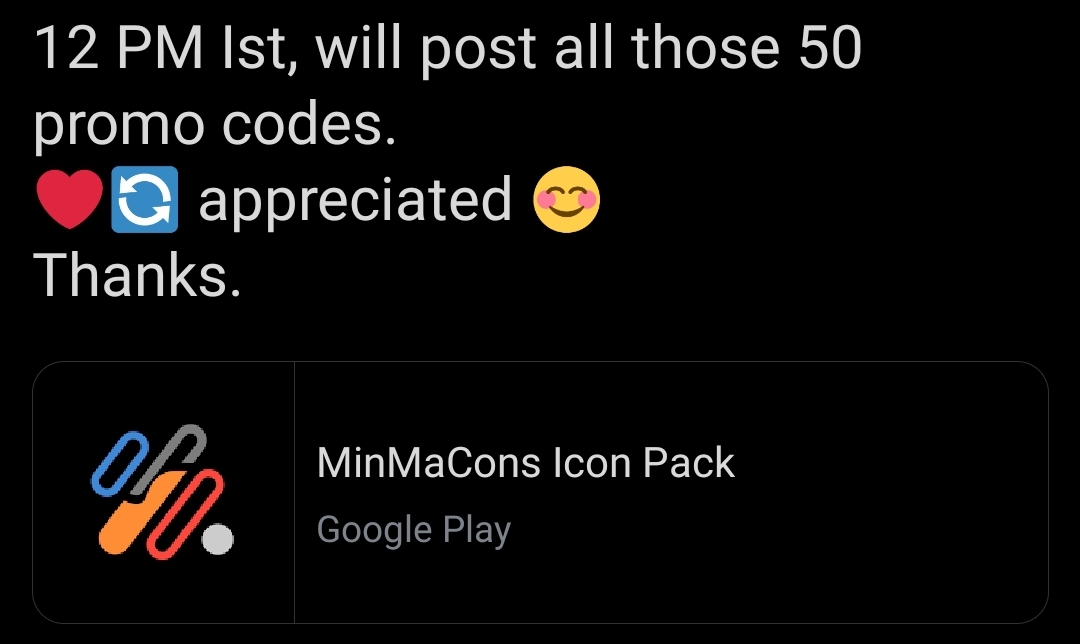 12 PM Ist, will post all those 50
promo codes.
❤️🔄 appreciated 😊
Thanks.
MinMaCons Icon Pack
Google Play